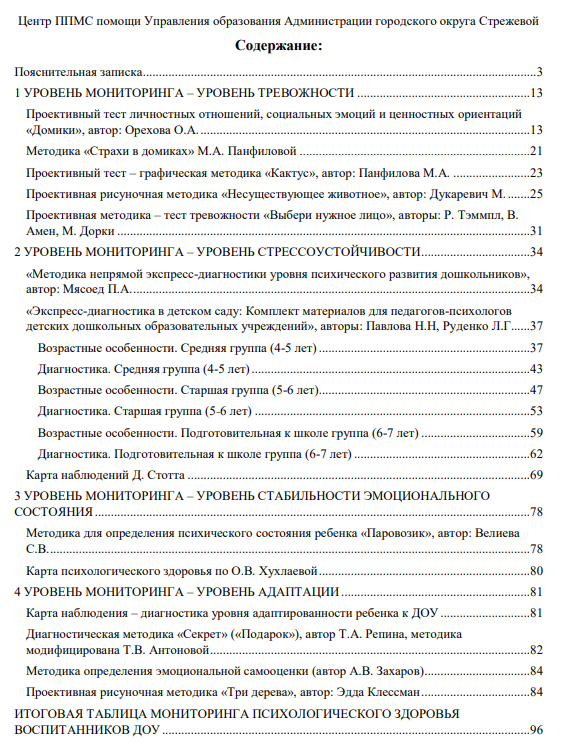 Центр ППМС помощи Управления образования Администрации городского округа Стрежевой
Содержание:
Пояснительная записка....................3
1 УРОВЕНЬ МОНИТОРИНГА – УРОВЕНЬ ТРЕВОЖНОСТИ ....................13
Проективный тест личностных отношений, социальных эмоций и ценностных ориентаций
«Домики», автор: Орехова О.А. ....................13
Методика «Страхи в домиках» М.А. Панфиловой ....................21
Проективный тест – графическая методика «Кактус», автор: Панфилова М.А. ....................23
Проективная рисуночная методика «Несуществующее животное», автор: Дукаревич М. .......25
Проективная методика – тест тревожности «Выбери нужное лицо», авторы: Р. Тэммпл, В.
Амен, М. Дорки ....................31
2 УРОВЕНЬ МОНИТОРИНГА – УРОВЕНЬ СТРЕССОУСТОЙЧИВОСТИ....................34
«Методика непрямой экспресс-диагностики уровня психического развития дошкольников»,
автор: Мясоед П.А....................34
«Экспресс-диагностика в детском саду: Комплект материалов для педагогов-психологов
детских дошкольных образовательных учреждений», авторы: Павлова Н.Н, Руденко Л.Г......37
Возрастные особенности. Средняя группа (4-5 лет) ....................37
Диагностика. Средняя группа (4-5 лет) ....................43
Возрастные особенности. Старшая группа (5-6 лет)....................47
Диагностика. Старшая группа (5-6 лет) ....................53
Возрастные особенности. Подготовительная к школе группа (6-7 лет) ....................59
Диагностика. Подготовительная к школе группа (6-7 лет) ....................62
Карта наблюдений Д. Стотта ....................69
3 УРОВЕНЬ МОНИТОРИНГА – УРОВЕНЬ СТАБИЛЬНОСТИ ЭМОЦИОНАЛЬНОГО
СОСТОЯНИЯ ....................78
Методика для определения психического состояния ребенка «Паровозик», автор: Велиева
С.В....................78
Карта психологического здоровья по О.В. Хухлаевой....................80
4 УРОВЕНЬ МОНИТОРИНГА – УРОВЕНЬ АДАПТАЦИИ ....................81
Карта наблюдения – диагностика уровня адаптированности ребенка к ДОУ ....................81
Диагностическая методика «Секрет» («Подарок»), автор Т.А. Репина, методика
модифицирована Т.В. Антоновой....................82
Методика определения эмоциональной самооценки (автор А.В. Захаров)....................84
Проективная рисуночная методика «Три дерева», автор: Эдда Клессман ....................84
ИТОГОВАЯ ТАБЛИЦА МОНИТОРИНГА ПСИХОЛОГИЧЕСКОГО ЗДОРОВЬЯ
ВОСПИТАННИКОВ ДОУ ....................96